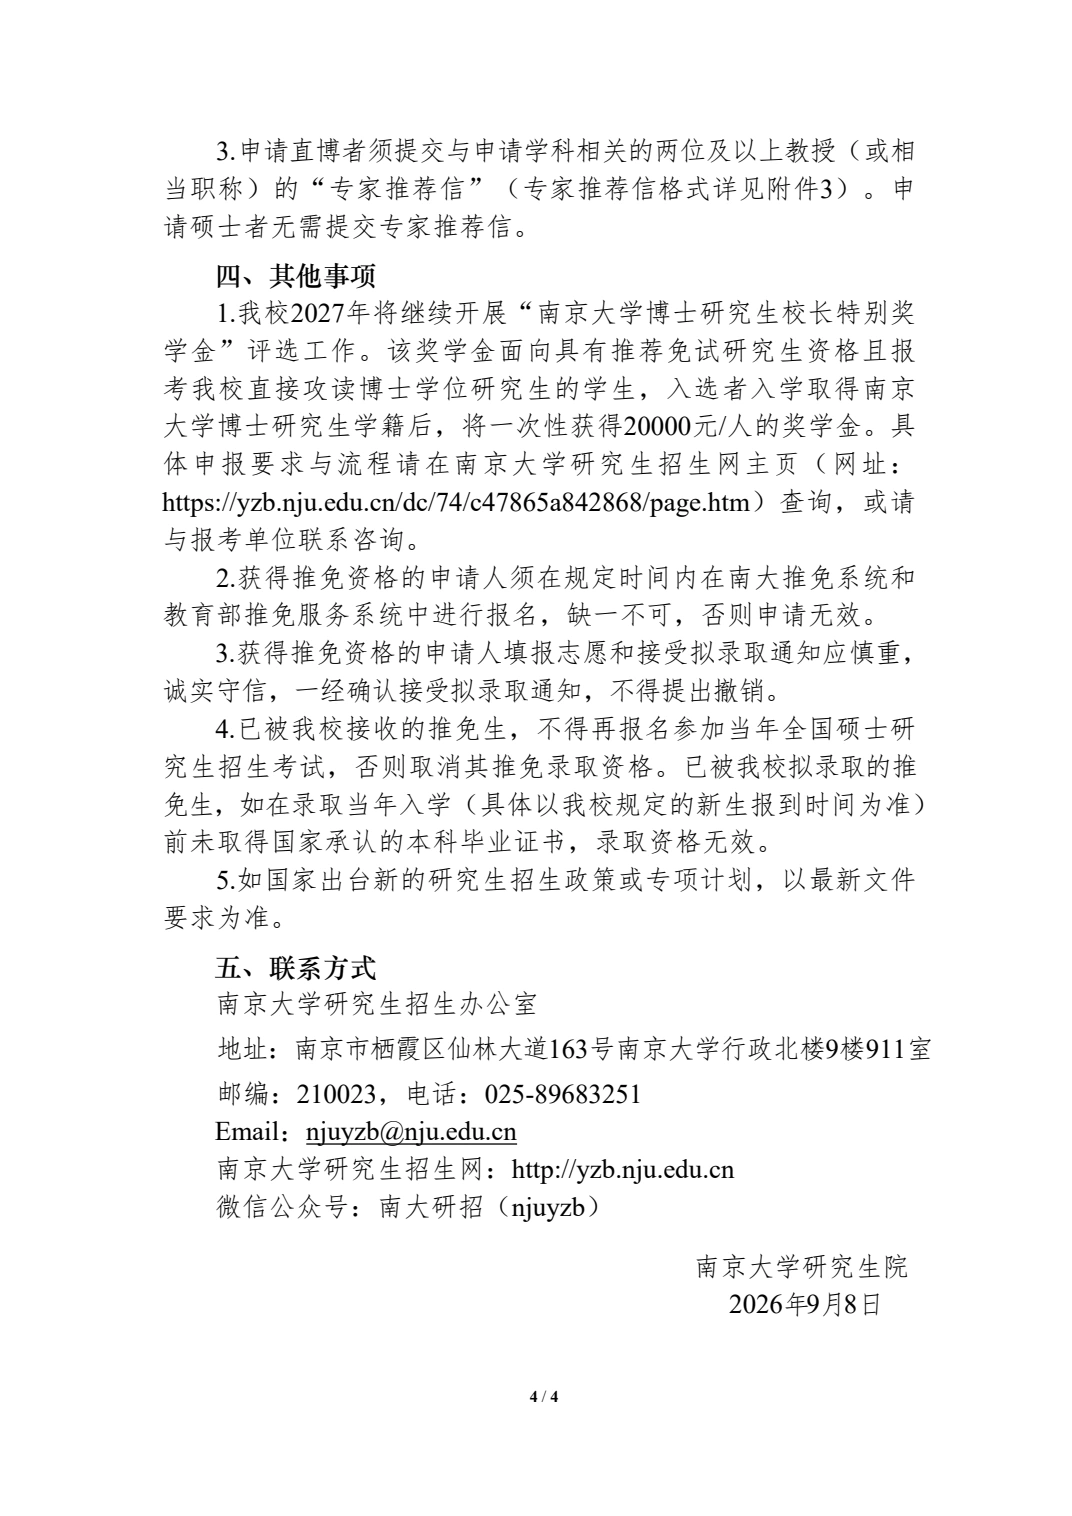 3.申请直博者须提交与申请学科相关的两位及以上教授（或相
当职称）的“专家推荐信”（专家推荐信格式详见附件3）。申
请硕士者无需提交专家推荐信。
四、其他事项
1.我校2027年将继续开展“南京大学博士研究生校长特别奖
学金”评选工作。该奖学金面向具有推荐免试研究生资格且报
考我校直接攻读博士学位研究生的学生，入选者入学取得南京
大学博士研究生学籍后，将一次性获得20000元/人的奖学金。具
体申报要求与流程请在南京大学研究生招生网主页（网址：
https://yzb.nju.edu.cn/dc/74/c47865a842868/page.htm）查询，或请
与报考单位联系咨询。
2.获得推免资格的申请人须在规定时间内在南大推免系统和
教育部推免服务系统中进行报名，缺一不可，否则申请无效。
3.获得推免资格的申请人填报志愿和接受拟录取通知应慎重，
诚实守信，一经确认接受拟录取通知，不得提出撤销。
4.已被我校接收的推免生，不得再报名参加当年全国硕士研
究生招生考试，否则取消其推免录取资格。已被我校拟录取的推
免生，如在录取当年入学（具体以我校规定的新生报到时间为准）
前未取得国家承认的本科毕业证书，录取资格无效。
5.如国家出台新的研究生招生政策或专项计划，以最新文件
要求为准。
五、联系方式
南京大学研究生招生办公室
地址：南京市栖霞区仙林大道163号南京大学行政北楼9楼911室
邮编：210023，电话：025-89683251
Email：njuyzb@nju.edu.cn
南京大学研究生招生网：http://yzb.nju.edu.cn
微信公众号：南大研招（njuyzb）
南京大学研究生院
2026年9月8日
4 / 4